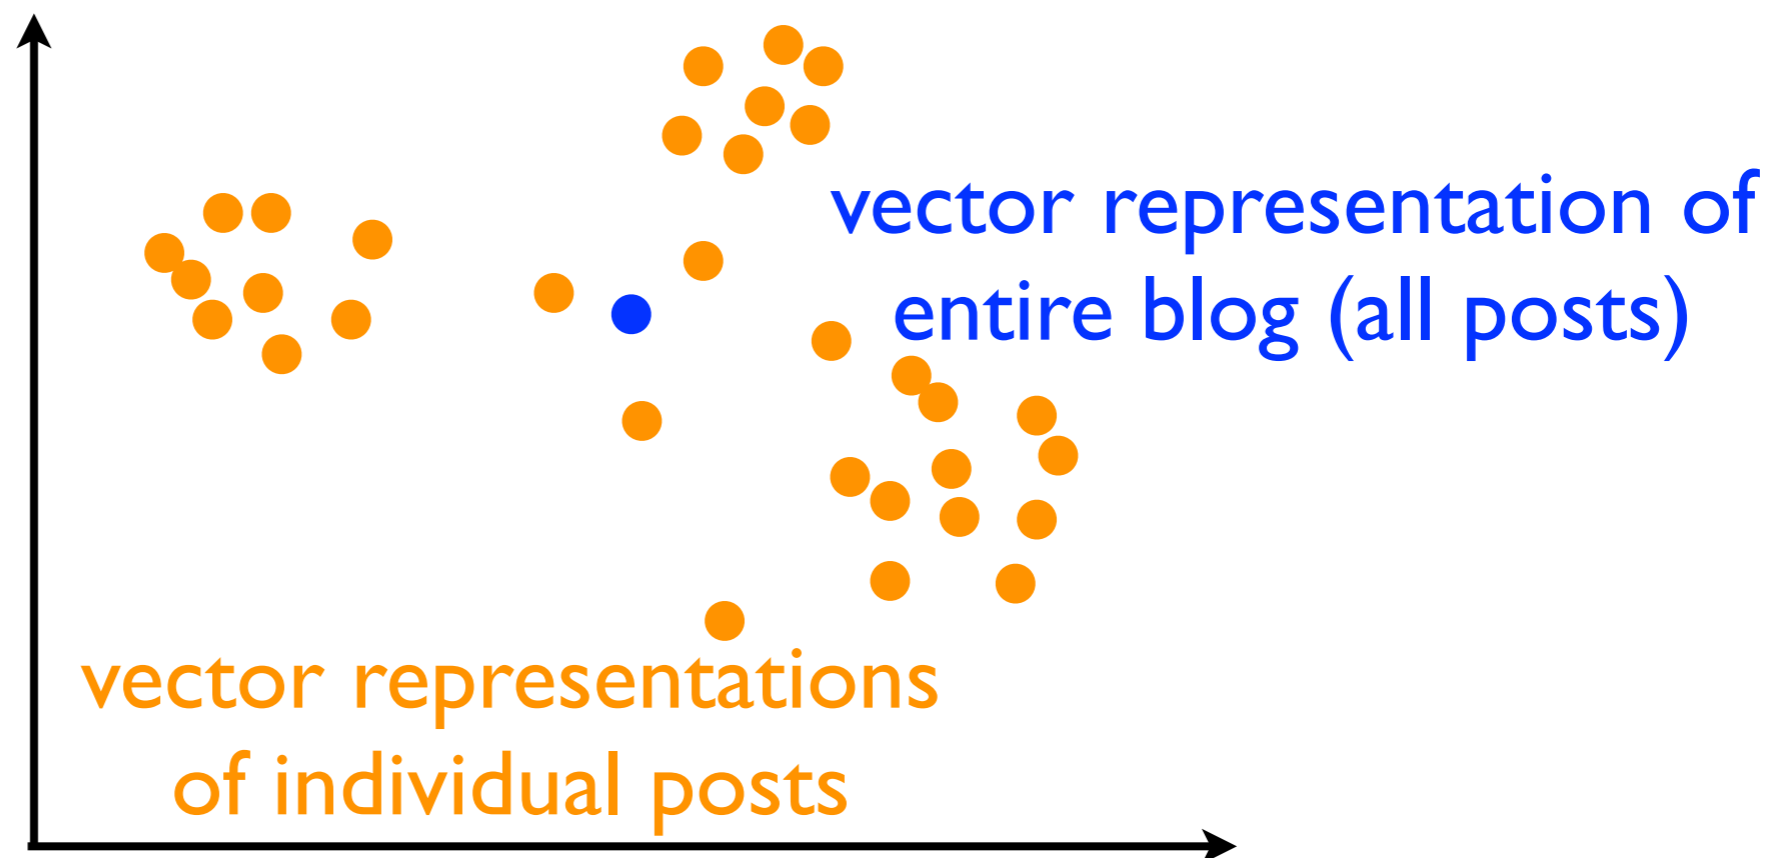 vector representation of
entire blog (all posts)
vector representations
of individual posts